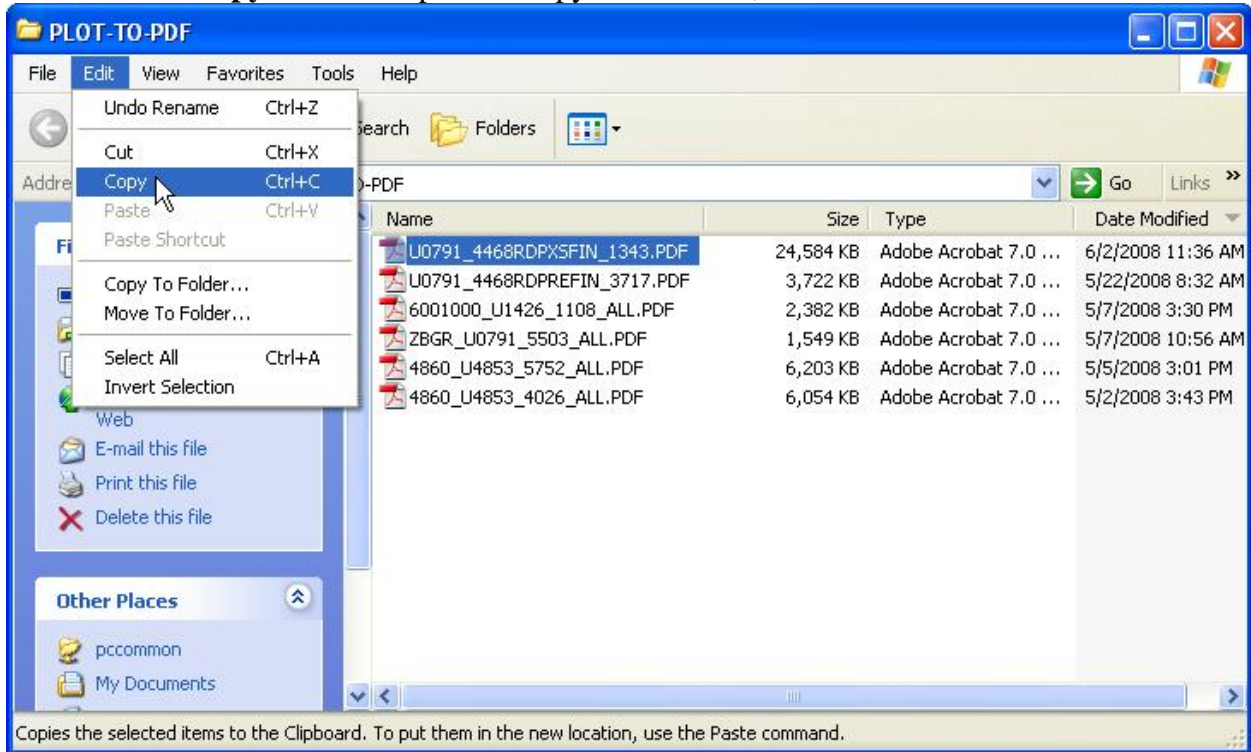 PLOT-TO-PDF
File Edit View Favorites Tools Help
Undo Rename Ctrl+Z
Cut Ctrl+X
Copy Ctrl+C
Paste Ctrl+V
Paste Shortcut
Copy To Folder...
Move To Folder...
Select All Ctrl+A
Invert Selection
Folders
-PDF Go Links »
Name Size Type Date Modified
U0791_4468RDPXSFIN_1343.PDF 24,584 KB Adobe Acrobat 7.0 ... 6/2/2008 11:36 AM
U0791_4468RDPREFIN_3717.PDF 3,722 KB Adobe Acrobat 7.0 ... 5/22/2008 8:32 AM
6001000_U1426_1108_ALL.PDF 2,382 KB Adobe Acrobat 7.0 ... 5/7/2008 3:30 PM
ZBGR_U0791_5503_ALL.PDF 1,549 KB Adobe Acrobat 7.0 ... 5/7/2008 10:56 AM
4860_U4853_5752_ALL.PDF 6,203 KB Adobe Acrobat 7.0 ... 5/5/2008 3:01 PM
4860_U4853_4026_ALL.PDF 6,054 KB Adobe Acrobat 7.0 ... 5/2/2008 3:43 PM
Web
E-mail this file
Print this file
Delete this file
Other Places
pccommon
My Documents
Copies the selected items to the Clipboard. To put them in the new location, use the Paste command.